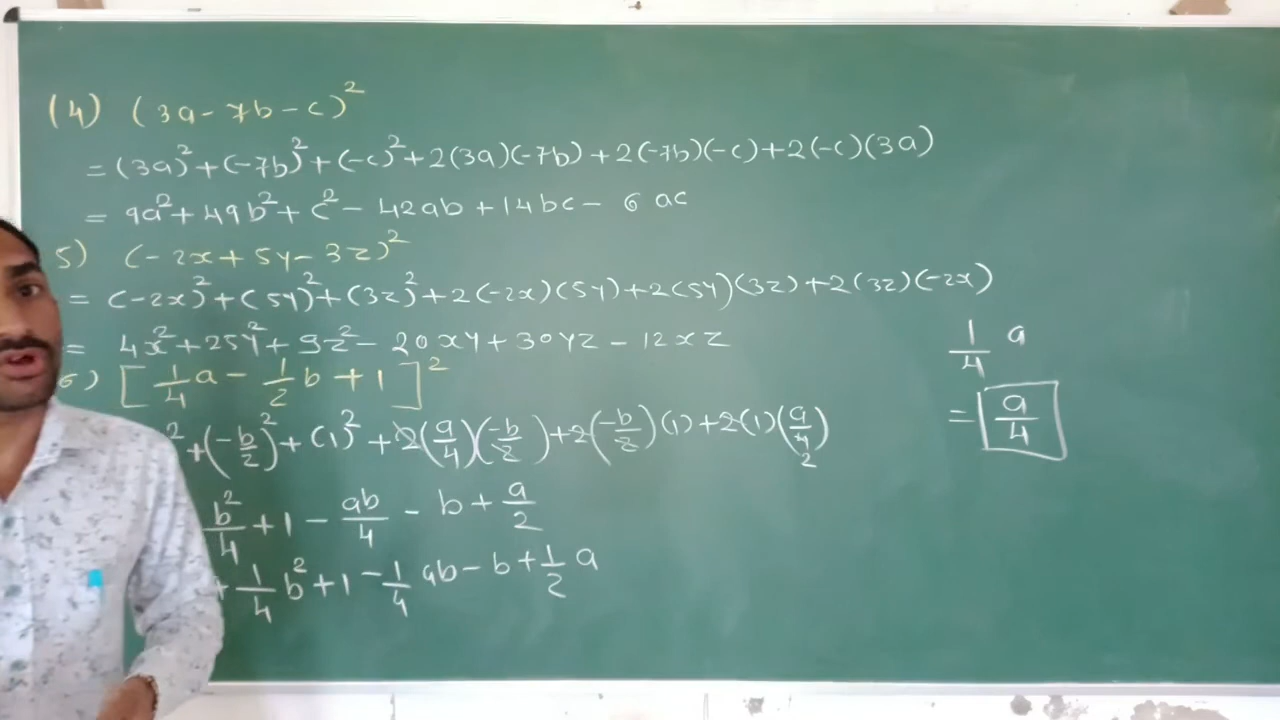 (4) (3a - 7b - c)²
= (3a)² + (-7b)² + (-c)² + 2(3a)(-7b) + 2(-7b)(-c) + 2(-c)(3a)
= 9a² + 49b² + c² - 42ab + 14bc - 6 ac
5) (-2x + 5y - 3z)²
= (-2x)² + (5y)² + (3z)² + 2(-2x)(5y) + 2(5y)(3z) + 2(3z)(-2x)
= 4x² + 25y² + 9z² - 20xy + 30yz - 12xz
6) [1/4 a - 1/2 b + 1]²
² + (-b/2)² + (1)² + 2(a/4)(-b/2) + 2(-b/2)(1) + 2(1)(a/4) 2
b²/4 + 1 - ab/4 - b + a/2
+ 1/4 b² + 1 - 1/4 ab - b + 1/2 a
1/4 a
= a/4